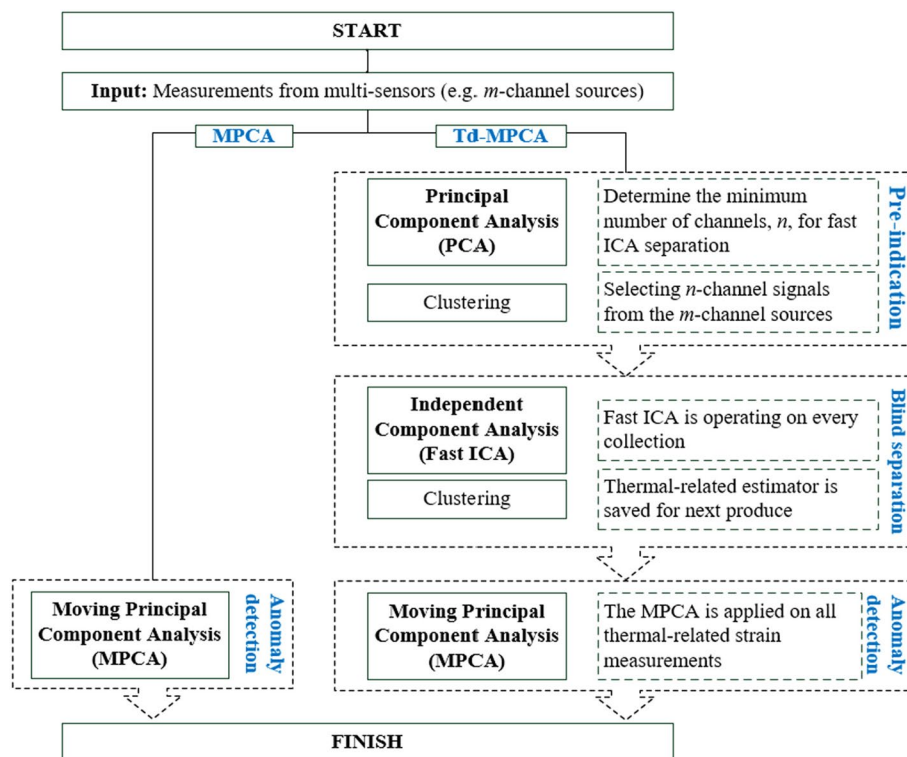 START
Input: Measurements from multi-sensors (e.g. m-channel sources)
MPCA
Td-MPCA
Principal
Component Analysis
(PCA)
Determine the minimum
number of channels, n, for fast
ICA separation
Clustering
Selecting n-channel signals
from the m-channel sources
Pre-indication
Independent
Component Analysis
(Fast ICA)
Fast ICA is operating on every
collection
Clustering
Thermal-related estimator is
saved for next produce
Blind separation
Moving Principal
Component Analysis
(MPCA)
Anomaly
detection
Moving Principal
Component Analysis
(MPCA)
The MPCA is applied on all
thermal-related strain
measurements
Anomaly
detection
FINISH